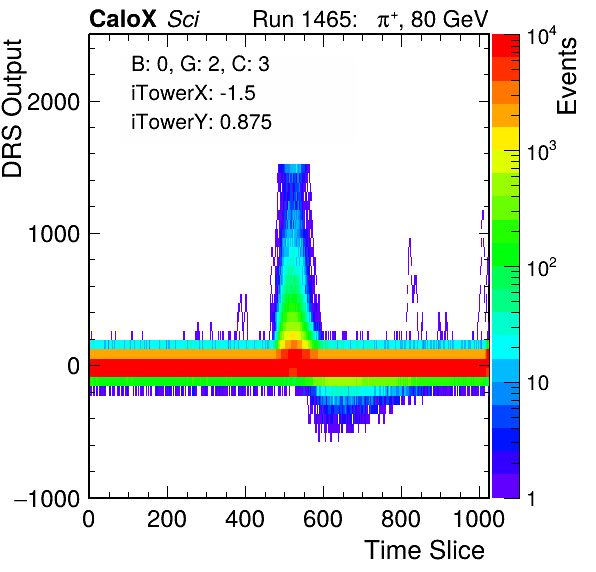 CaloX Sci Run 1465: π⁺, 80 GeV
B: 0, G: 2, C: 3
iTowerX: -1.5
iTowerY: 0.875
DRS Output
2000
1000
0
−1000
0 200 400 600 800 1000
Time Slice
Events
10⁴
10³
10²
10
1